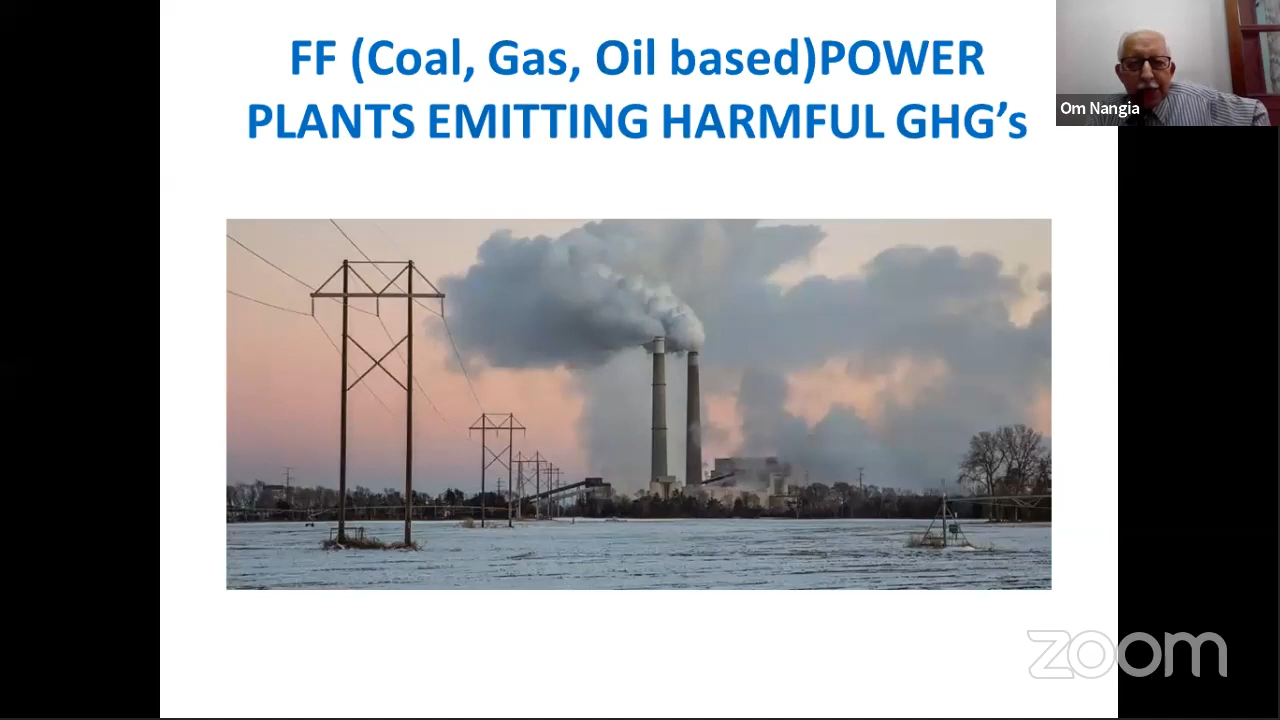 FF (Coal, Gas, Oil based)POWER
PLANTS EMITTING HARMFUL GHG’s
Om Nangia
zoom